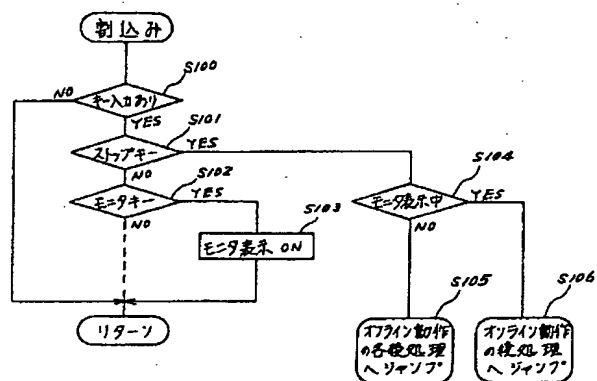 割込み
S100
NO
キー入力あり
YES
S101
ストップキー
YES
NO
S102
S104
モニタキー
YES
モニタ表示中
YES
NO
S103
NO
モニタ表示 ON
S105
S106
リターン
オフライン動作
の各種処理
へジャンプ
オンライン動作
の後処理
へジャンプ